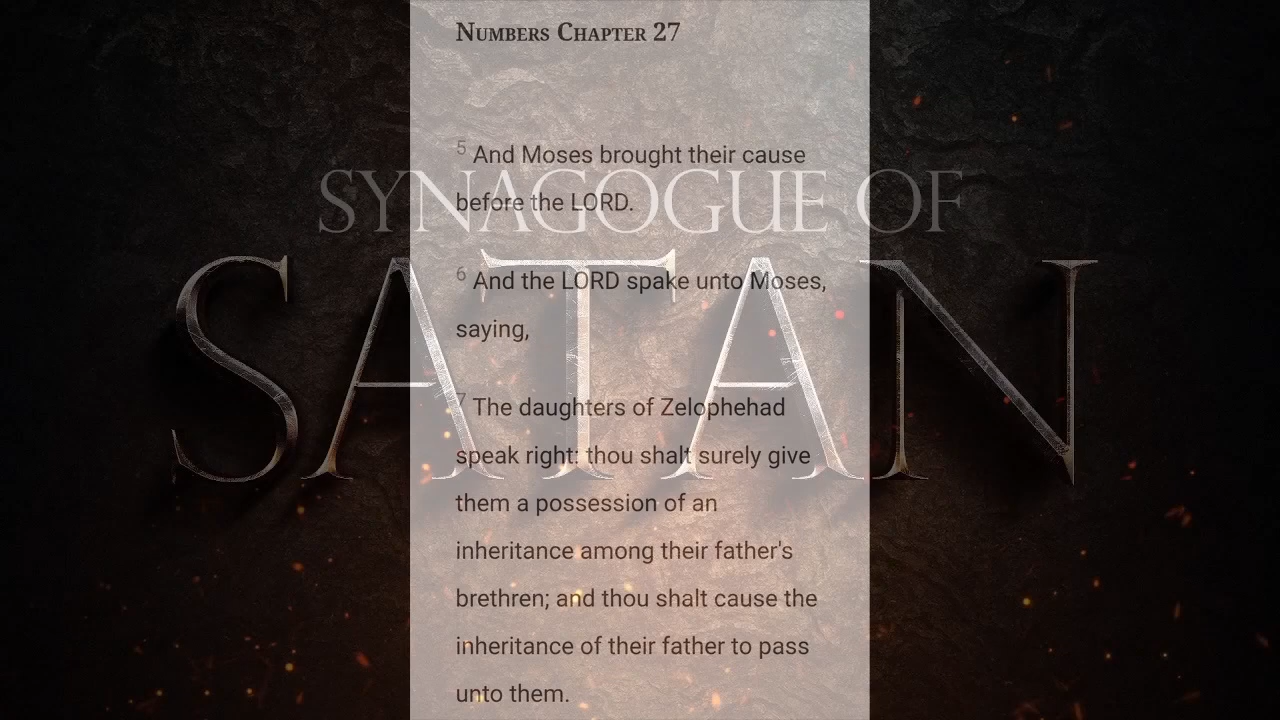 Numbers Chapter 27
5 And Moses brought their cause
before the LORD.
SYNAGOGUE OF
SATAN
6 And the LORD spake unto Moses,
saying,
7 The daughters of Zelophehad
speak right: thou shalt surely give
them a possession of an
inheritance among their father's
brethren; and thou shalt cause the
inheritance of their father to pass
unto them.